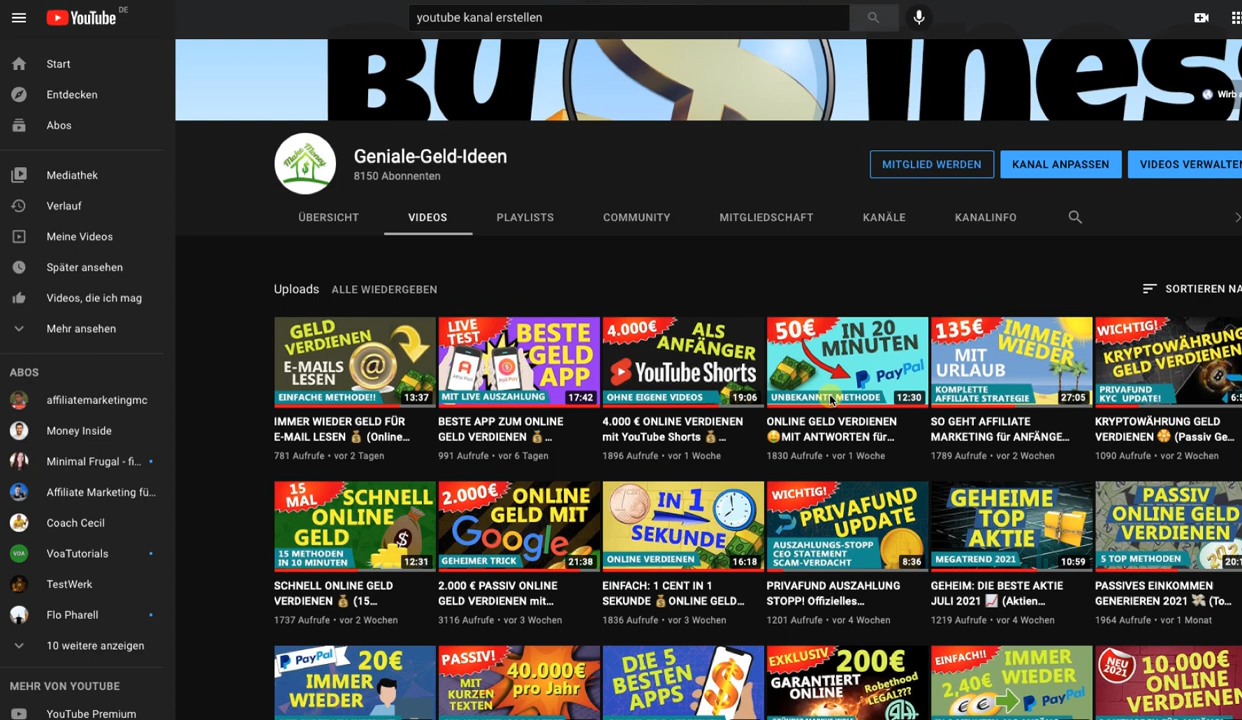 YouTube DE
youtube kanal erstellen
Start
Entdecken
Abos
Mediathek
Verlauf
Meine Videos
Später ansehen
Videos, die ich mag
Mehr ansehen
ABOS
affiliatemarketingmc
Money Inside
Minimal Frugal - fi...
Affiliate Marketing fü...
Coach Cecil
VOA
VoaTutorials
TestWerk
Flo Pharell
10 weitere anzeigen
MEHR VON YOUTUBE
YouTube Premium
Bu$iness
Wirb
Make Money
Geniale-Geld-Ideen
8150 Abonnenten
MITGLIED WERDEN
KANAL ANPASSEN
VIDEOS VERWALTEN
ÜBERSICHT
VIDEOS
PLAYLISTS
COMMUNITY
MITGLIEDSCHAFT
KANÄLE
KANALINFO
Uploads
ALLE WIEDERGEBEN
SORTIEREN NA
GELD
VERDIENEN
E-MAILS
LESEN
EINFACHE METHODE!!
13:37
IMMER WIEDER GELD FÜR
E-MAIL LESEN 💰 (Online...
781 Aufrufe • vor 2 Tagen
LIVE
TEST
BESTE
GELD
APP
MIT LIVE AUSZAHLUNG
17:42
BESTE APP ZUM ONLINE
GELD VERDIENEN 💰...
991 Aufrufe • vor 6 Tagen
4.000€
ALS
ANFÄNGER
YouTube Shorts
OHNE EIGENE VIDEOS
19:06
4.000 € ONLINE VERDIENEN
mit YouTube Shorts 💰...
1896 Aufrufe • vor 1 Woche
50€
IN 20
MINUTEN
PayPal
UNBEKANNTE METHODE
12:30
ONLINE GELD VERDIENEN
🤑MIT ANTWORTEN für...
1830 Aufrufe • vor 1 Woche
135€
IMMER
WIEDER
MIT
URLAUB
KOMPLETTE
AFFILIATE STRATEGIE
27:05
SO GEHT AFFILIATE
MARKETING für ANFÄNGE...
1789 Aufrufe • vor 2 Wochen
WICHTIG!
KRYPTOWÄHRUNG
GELD VERDIENEN
PRIVAFUND
KYC UPDATE!
KRYPTOWÄHRUNG GELD
VERDIENEN 🤑 (Passiv Ge...
1090 Aufrufe • vor 2 Wochen
15
MAL
SCHNELL
ONLINE
GELD
15 METHODEN
IN 10 MINUTEN
12:31
SCHNELL ONLINE GELD
VERDIENEN 💰 (15...
1737 Aufrufe • vor 2 Wochen
2.000€
ONLINE
GELD MIT
Google
GEHEIMER TRICK
21:38
2.000 € PASSIV ONLINE
GELD VERDIENEN mit...
3116 Aufrufe • vor 3 Wochen
IN 1
SEKUNDE
ONLINE VERDIENEN
16:18
EINFACH: 1 CENT IN 1
SEKUNDE 💰ONLINE GELD...
1836 Aufrufe • vor 3 Wochen
WICHTIG!
PRIVAFUND
UPDATE
AUSZAHLUNGS-STOPP
CEO STATEMENT
SCAM-VERDACHT
8:36
PRIVAFUND AUSZAHLUNG
STOPP! Offizielles...
1201 Aufrufe • vor 4 Wochen
GEHEIME
TOP
AKTIE
MEGATREND 2021
10:59
GEHEIM: DIE BESTE AKTIE
JULI 2021 📈 (Aktien...
1219 Aufrufe • vor 4 Wochen
PASSIV
ONLINE GELD
VERDIENEN
5 TOP METHODEN
PASSIVES EINKOMMEN
GENERIEREN 2021 💸 (To...
1964 Aufrufe • vor 1 Monat
PayPal
20€
IMMER
WIEDER
PASSIV!
40.000€
pro Jahr
MIT
KURZEN
TEXTEN
DIE 5
BESTEN
APPS
EXKLUSIV
200€
GARANTIERT
ONLINE
Robethood
LEGAL???
EINFACH!!
IMMER
WIEDER
2,40€
PayPal
NEU
2021
10.000€
ONLINE
VERDIENEN